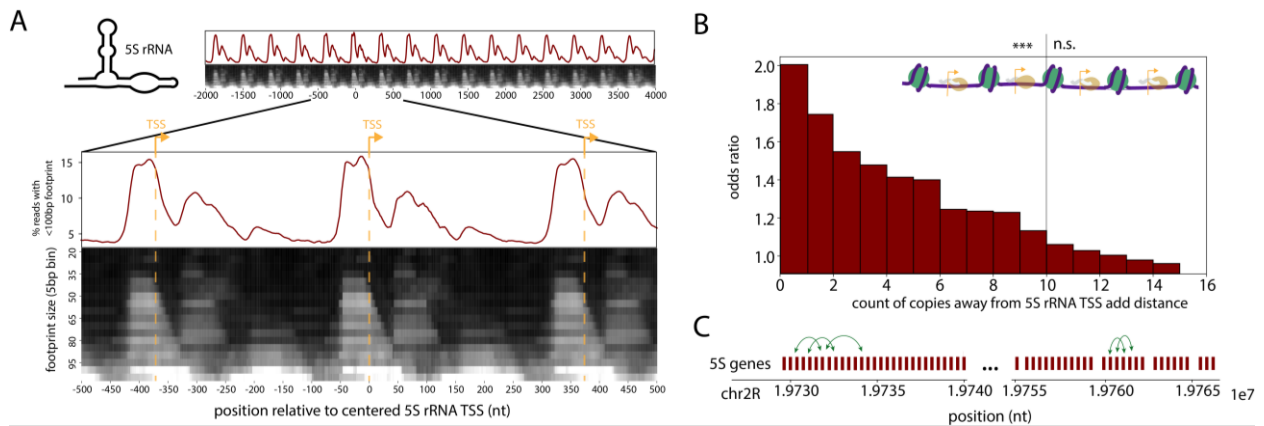 A
5S rRNA
-2000 -1500 -1000 -500 0 500 1000 1500 2000 2500 3000 3500 4000
TSS TSS TSS
% reads with
<100bp footprint
15
10
5
footprint size (5bp bin)
20
35
50
65
80
95
-500 -450 -400 -350 -300 -250 -200 -150 -100 -50 0 50 100 150 200 250 300 350 400 450 500
position relative to centered 5S rRNA TSS (nt)
B
*** n.s.
odds ratio
2.0
1.8
1.6
1.4
1.2
1.0
0 2 4 6 8 10 12 14 16
count of copies away from 5S rRNA TSS add distance
C
5S genes ...
chr2R 1.9730 1.9735 1.9740 1.9755 1.9760 1.9765 1e7
position (nt)